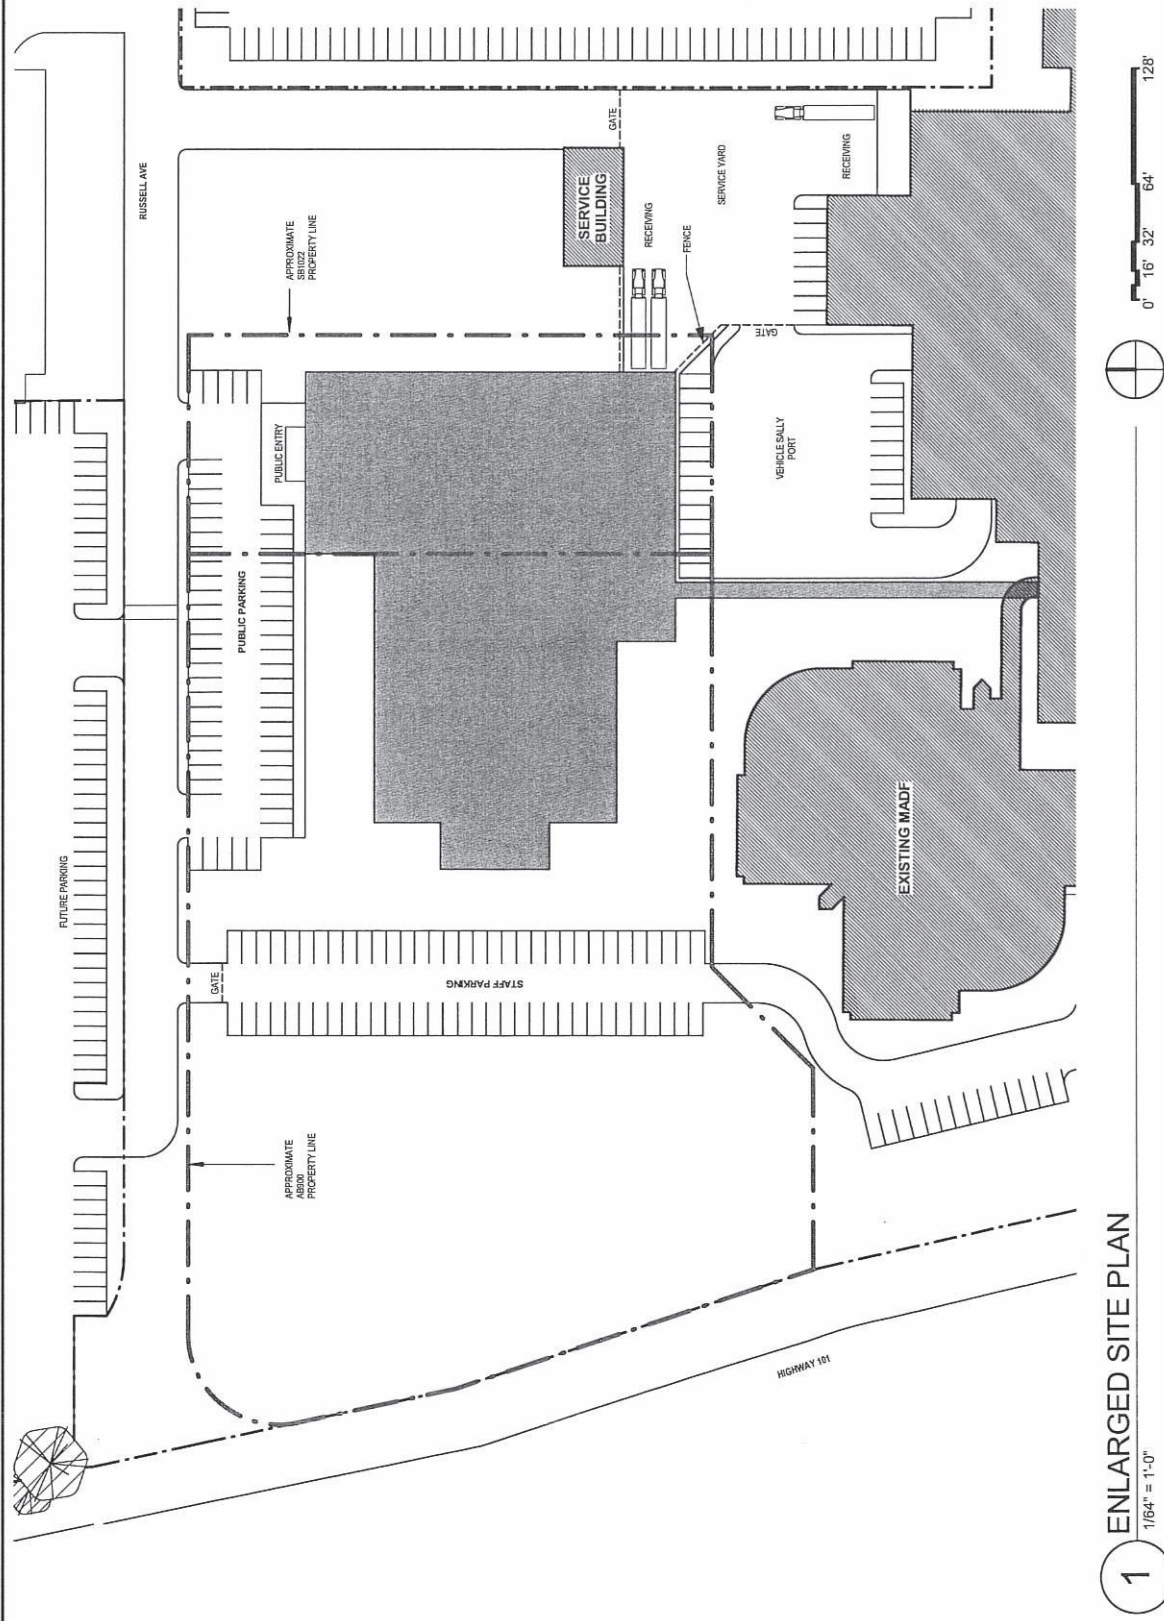 RUSSELL AVE
FUTURE PARKING
APPROXIMATE
SB1022
PROPERTY LINE
GATE
SERVICE
BUILDING
RECEIVING
SERVICE YARD
RECEIVING
FENCE
GATE
PUBLIC ENTRY
PUBLIC PARKING
VEHICLE SALLY
PORT
GATE
STAFF PARKING
EXISTING MADF
APPROXIMATE
AB900
PROPERTY LINE
HIGHWAY 101
1
ENLARGED SITE PLAN
1/64" = 1'-0"
0' 16' 32' 64' 128'